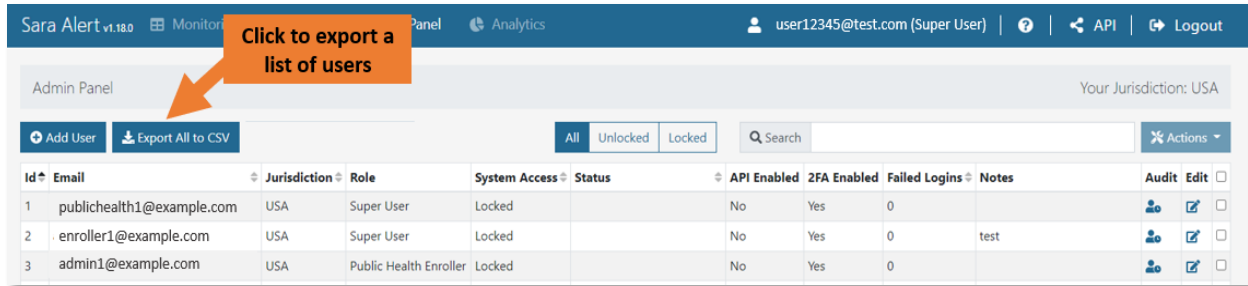 Sara Alert v1.18.0 Monitori Panel Analytics user12345@test.com (Super User) API Logout
Click to export a
list of users
Admin Panel Your Jurisdiction: USA
Add User Export All to CSV All Unlocked Locked Search Actions
Id Email Jurisdiction Role System Access Status API Enabled 2FA Enabled Failed Logins Notes Audit Edit
1 publichealth1@example.com USA Super User Locked No Yes 0
2 enroller1@example.com USA Super User Locked No Yes 0 test
3 admin1@example.com USA Public Health Enroller Locked No Yes 0